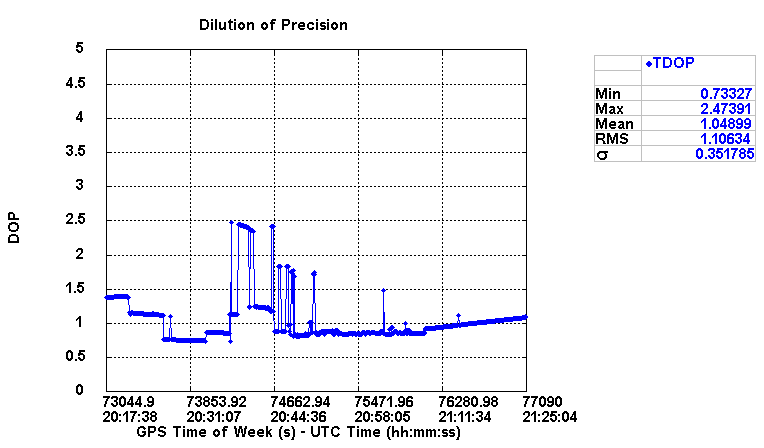 Dilution of Precision
5
4.5
4
3.5
3
2.5
2
1.5
1
0.5
0
DOP
73044.9 73853.92 74662.94 75471.96 76280.98 77090
20:17:38 20:31:07 20:44:36 20:58:05 21:11:34 21:25:04
GPS Time of Week (s) - UTC Time (hh:mm:ss)
TDOP
Min 0.73327
Max 2.47391
Mean 1.04899
RMS 1.10634
σ 0.351785